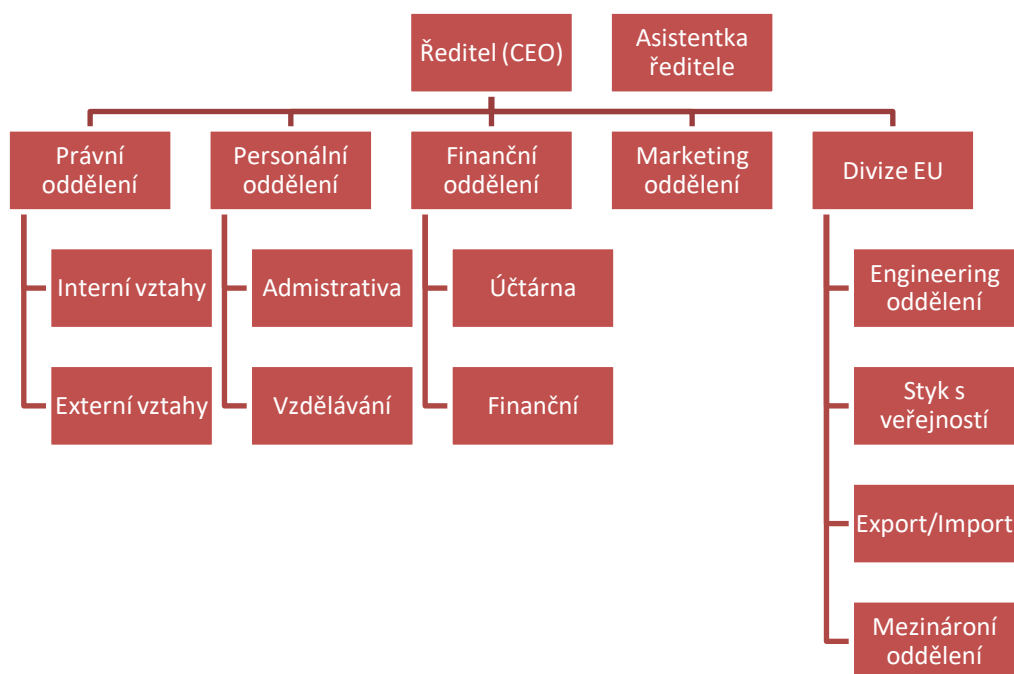 Ředitel (CEO)
Asistentka
ředitele
Právní
oddělení
Personální
oddělení
Finanční
oddělení
Marketing
oddělení
Divize EU
Interní vztahy
Admistrativa
Účtárna
Engineering
oddělení
Externí vztahy
Vzdělávání
Finanční
Styk s
veřejností
Export/Import
Mezinároní
oddělení